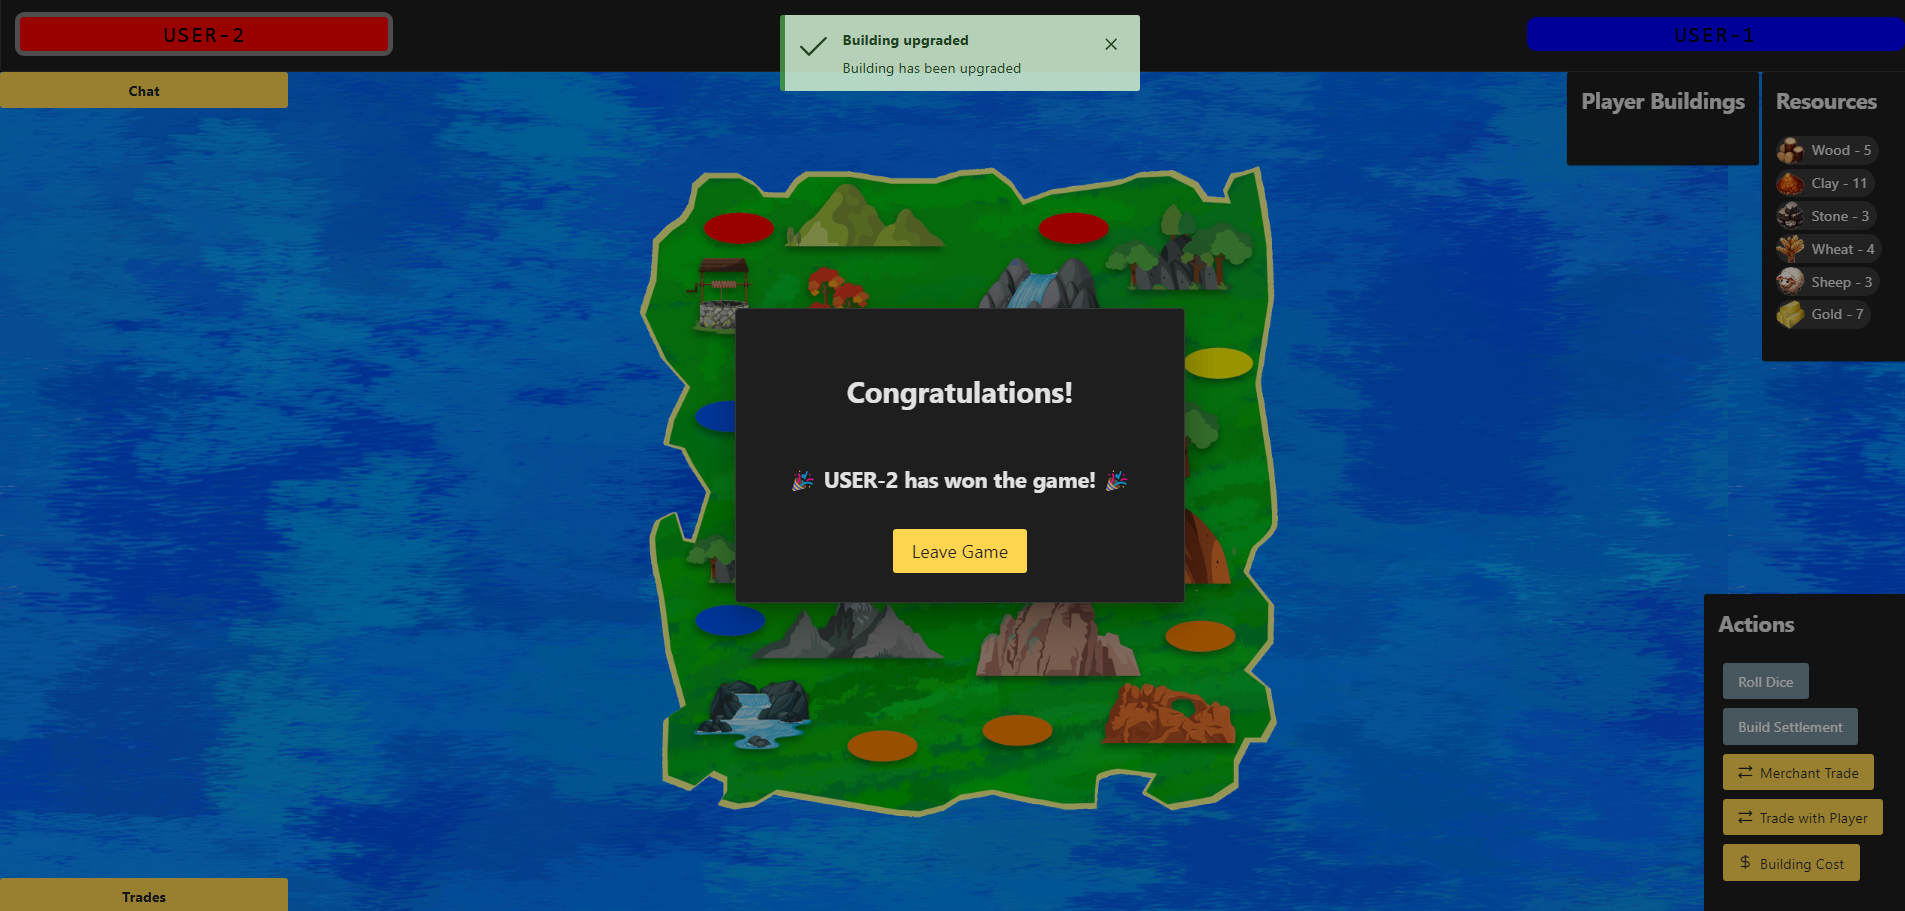 USER-2
Building upgraded
Building has been upgraded
USER-1
Chat
Player Buildings
Resources
Wood - 5
Clay - 11
Stone - 3
Wheat - 4
Sheep - 3
Gold - 7
Congratulations!
🎉 USER-2 has won the game! 🎉
Leave Game
Actions
Roll Dice
Build Settlement
Merchant Trade
Trade with Player
$ Building Cost
Trades